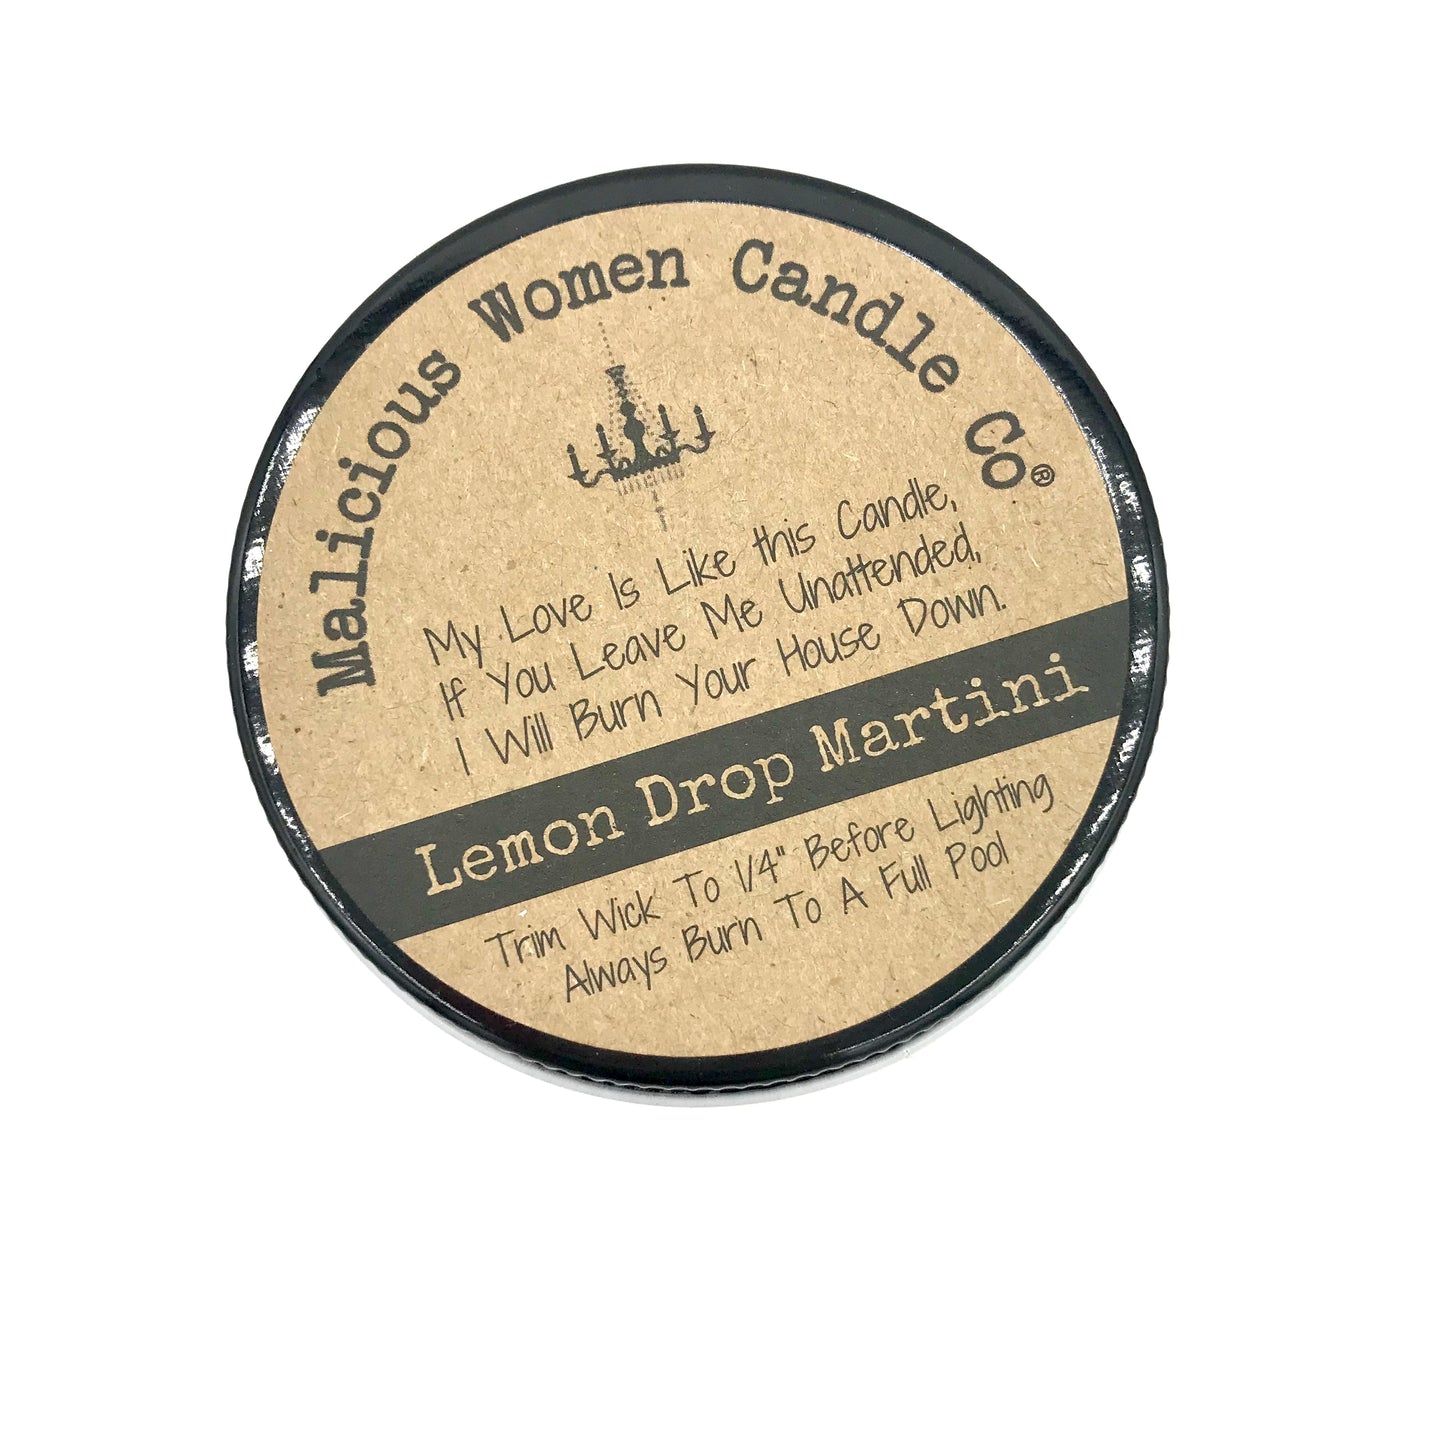 Malicious Women Candle Co®
My Love Is Like this Candle,
If You Leave Me Unattended,
I Will Burn Your House Down.
Lemon Drop Martini
Trim Wick To 1/4" Before Lighting
Always Burn To A Full Pool